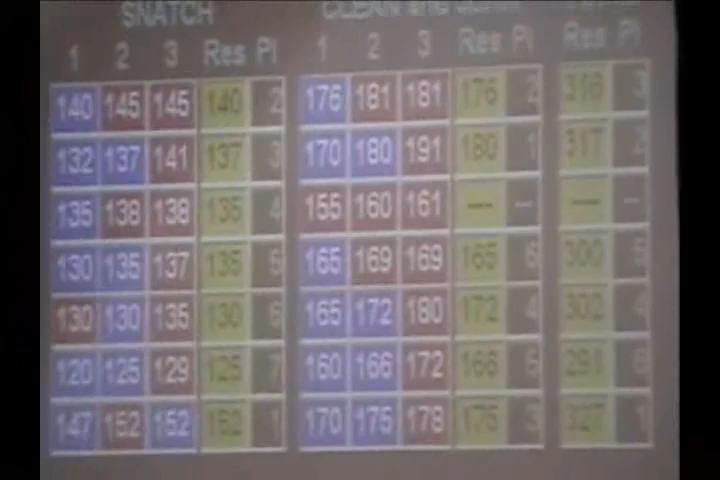 SNATCH CLEAN and
1 2 3 Res Pl 1 2 3 Res Pl Res Pl
140 145 145 140 2 176 181 181 176 2 316 3
132 137 141 137 3 170 180 191 180 1 317 2
135 138 138 135 4 155 160 161 --- -- --- --
130 135 137 135 5 165 169 169 165 6 300 5
130 130 135 130 6 165 172 180 172 4 302 4
120 125 129 125 7 160 166 172 166 5 291 6
147 152 152 152 1 170 175 178 175 3 327 1